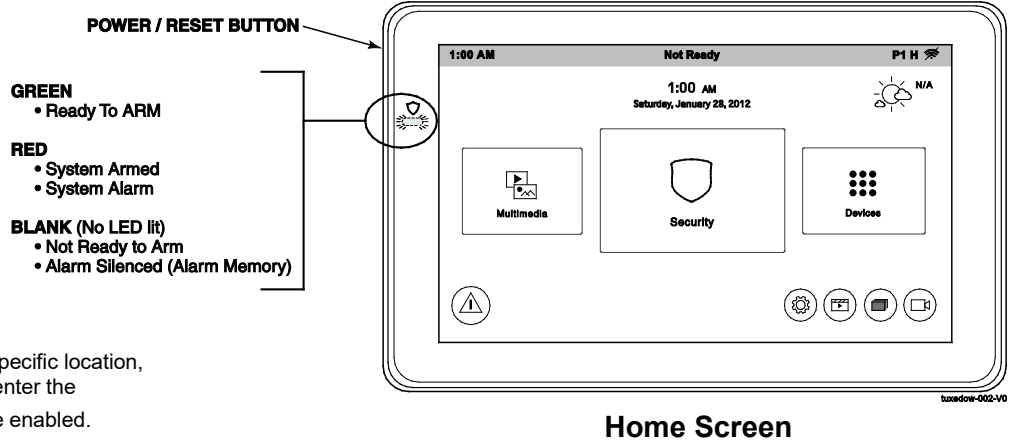 POWER / RESET BUTTON
GREEN
• Ready To ARM
RED
• System Armed
• System Alarm
BLANK (No LED lit)
• Not Ready to Arm
• Alarm Silenced (Alarm Memory)
pecific location,
enter the
e enabled.
1:00 AM Not Ready P1 H
1:00 AM
Saturday, January 28, 2012
N/A
Multimedia
Security
Devices
tuxedow-002-V0
Home Screen